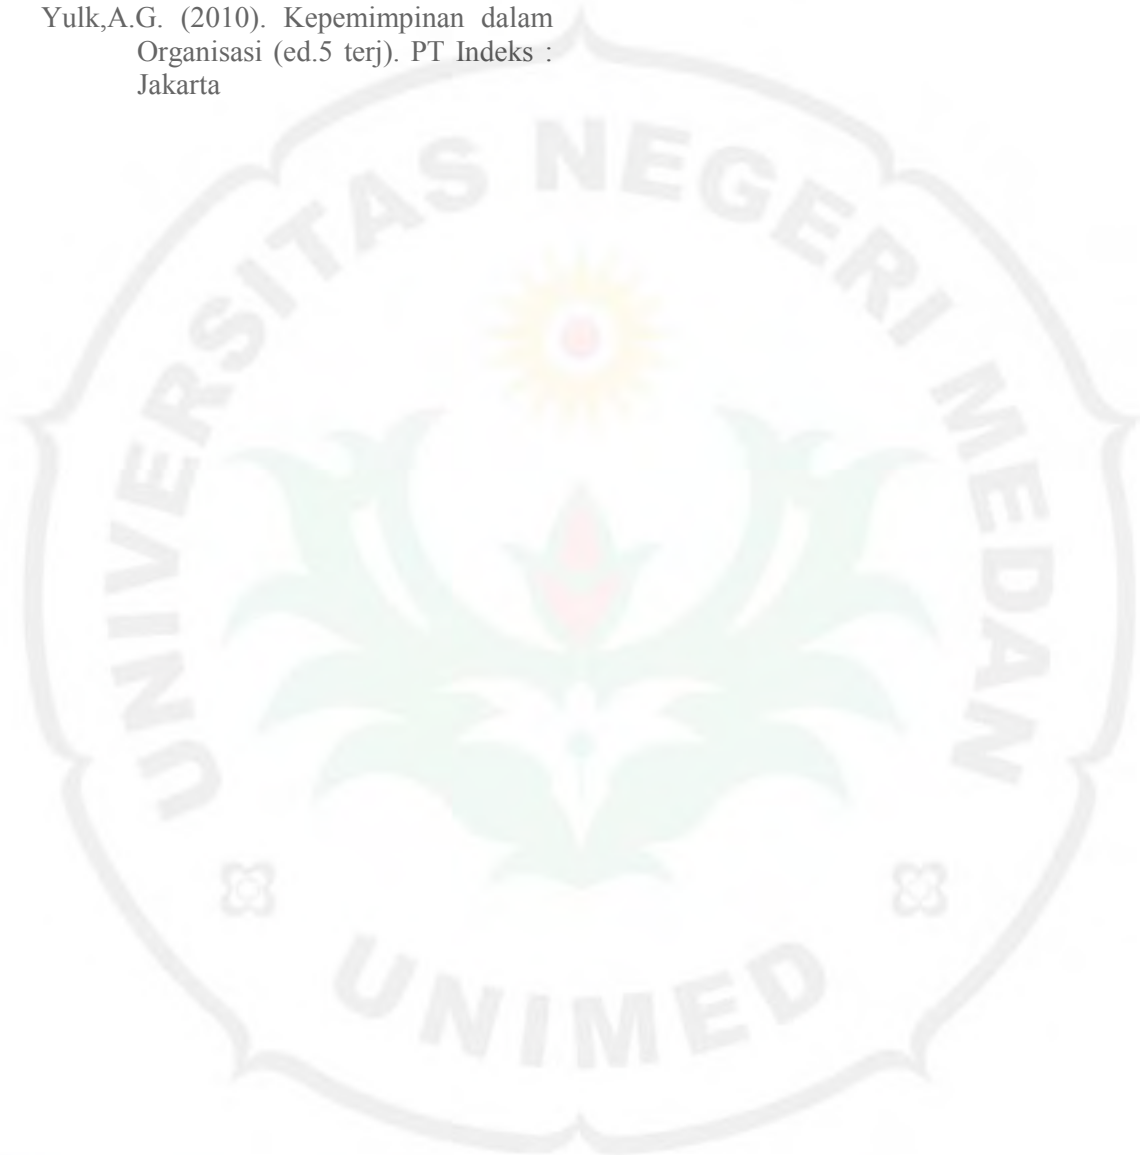 Yulk,A.G. (2010). Kepemimpinan dalam
Organisasi (ed.5 terj). PT Indeks :
Jakarta
UNIVERSITAS NEGERI MEDAN
UNIMED